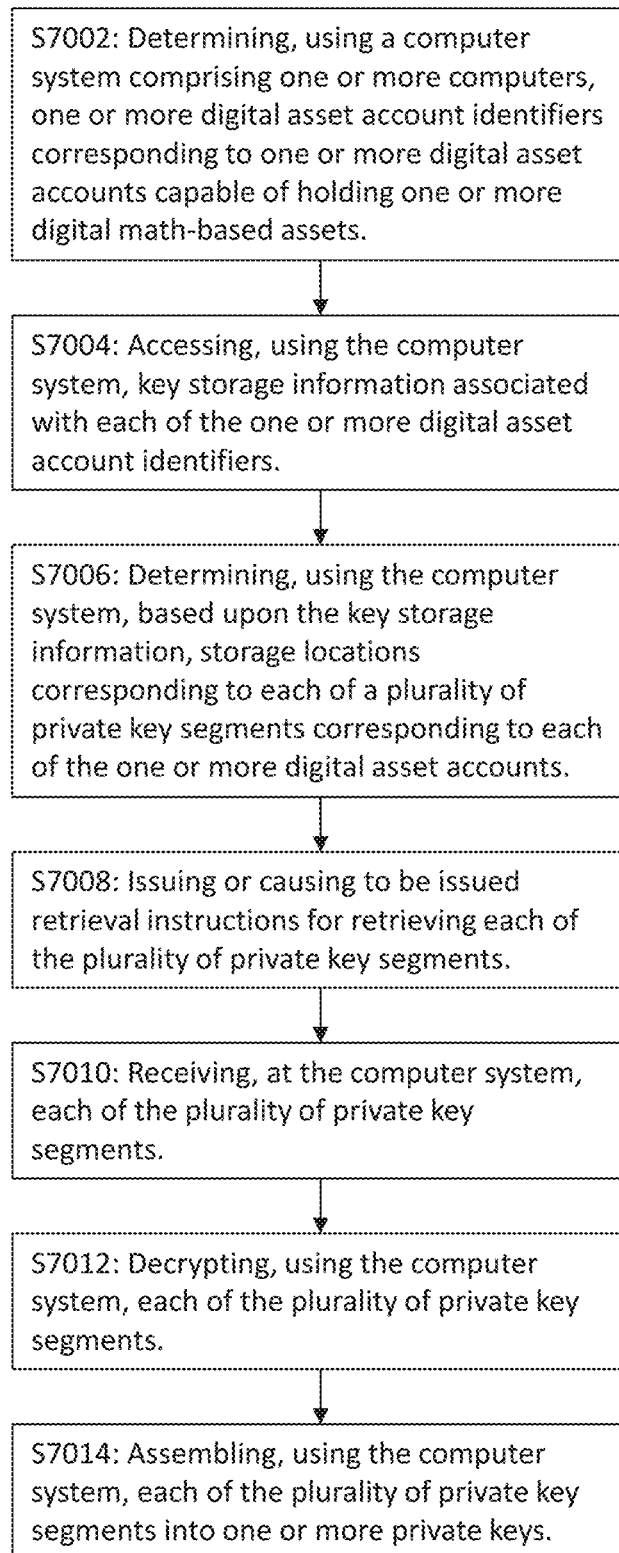 S7002: Determining, using a computer
system comprising one or more computers,
one or more digital asset account identifiers
corresponding to one or more digital asset
accounts capable of holding one or more
digital math-based assets.
S7004: Accessing, using the computer
system, key storage information associated
with each of the one or more digital asset
account identifiers.
S7006: Determining, using the computer
system, based upon the key storage
information, storage locations
corresponding to each of a plurality of
private key segments corresponding to each
of the one or more digital asset accounts.
S7008: Issuing or causing to be issued
retrieval instructions for retrieving each of
the plurality of private key segments.
S7010: Receiving, at the computer system,
each of the plurality of private key
segments.
S7012: Decrypting, using the computer
system, each of the plurality of private key
segments.
S7014: Assembling, using the computer
system, each of the plurality of private key
segments into one or more private keys.